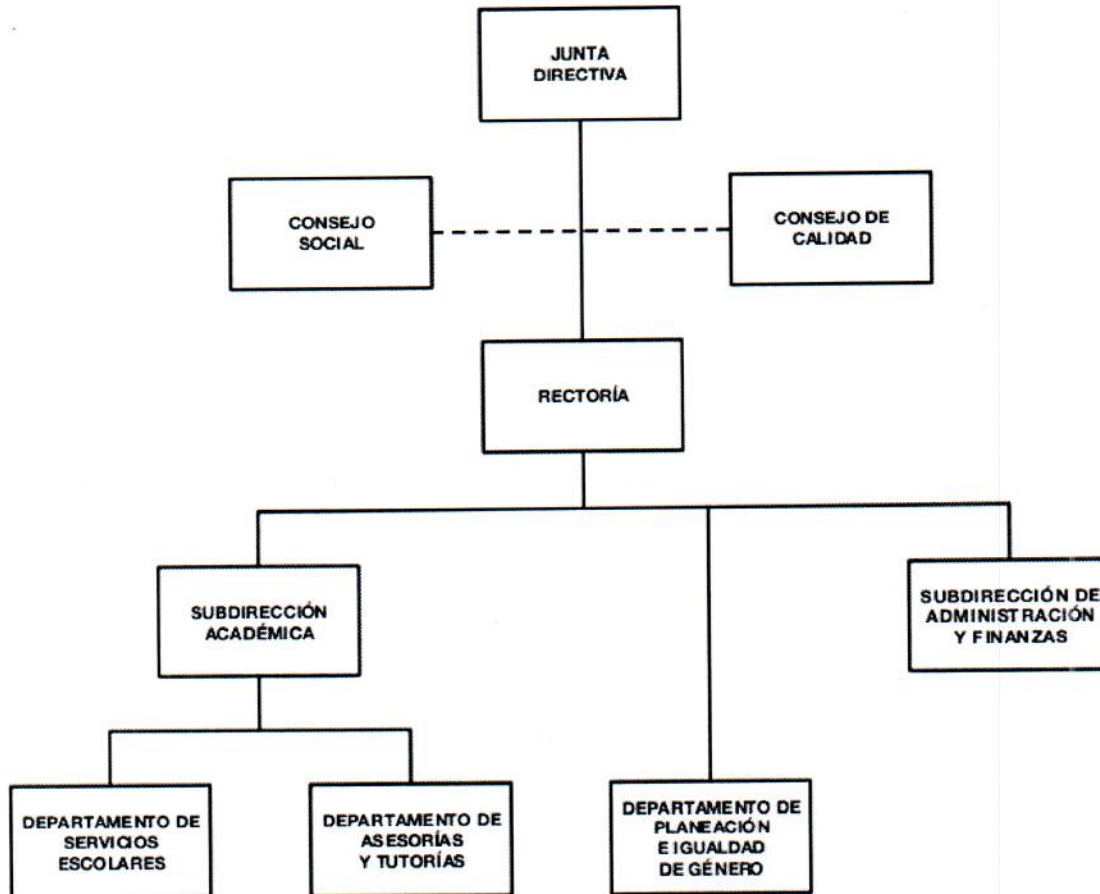 JUNTA
DIRECTIVA
CONSEJO
SOCIAL
CONSEJO DE
CALIDAD
RECTORÍA
SUBDIRECCIÓN
ACADÉMICA
SUBDIRECCIÓN DE
ADMINISTRACIÓN
Y FINANZAS
DEPARTAMENTO DE
SERVICIOS
ESCOLARES
DEPARTAMENTO DE
ASESORÍAS
Y TUTORÍAS
DEPARTAMENTO DE
PLANEACIÓN
E IGUALDAD
DE GÉNERO